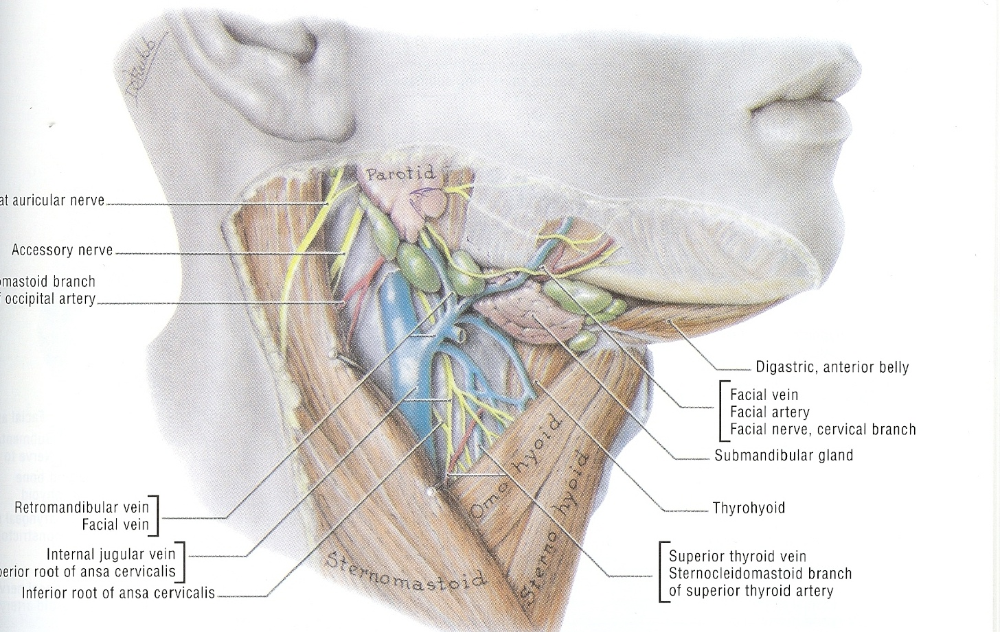 Parotid
at auricular nerve
Accessory nerve
omastoid branch
f occipital artery
Digastric, anterior belly
Facial vein
Facial artery
Facial nerve, cervical branch
Submandibular gland
Omo hyoid
Sterno hyoid
Thyrohyoid
Retromandibular vein
Facial vein
Internal jugular vein
perior root of ansa cervicalis
Inferior root of ansa cervicalis
Sternomastoid
Superior thyroid vein
Sternocleidomastoid branch
of superior thyroid artery